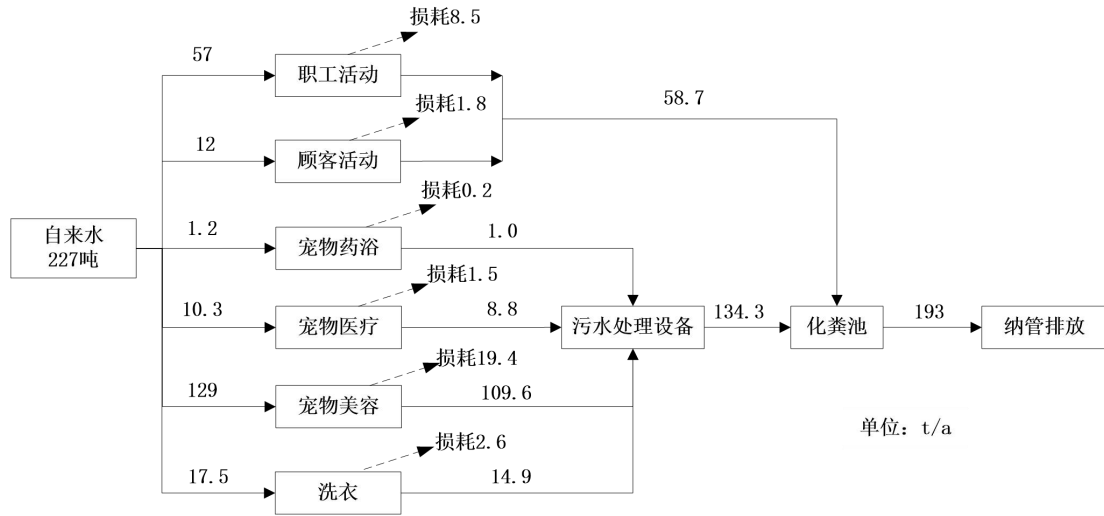 损耗8.5
57
职工活动
损耗1.8
58.7
12
顾客活动
损耗0.2
自来水
227吨
1.2
宠物药浴
1.0
损耗1.5
10.3
宠物医疗
8.8
污水处理设备
134.3
化粪池
193
纳管排放
损耗19.4
129
宠物美容
109.6
单位：t/a
损耗2.6
17.5
洗衣
14.9